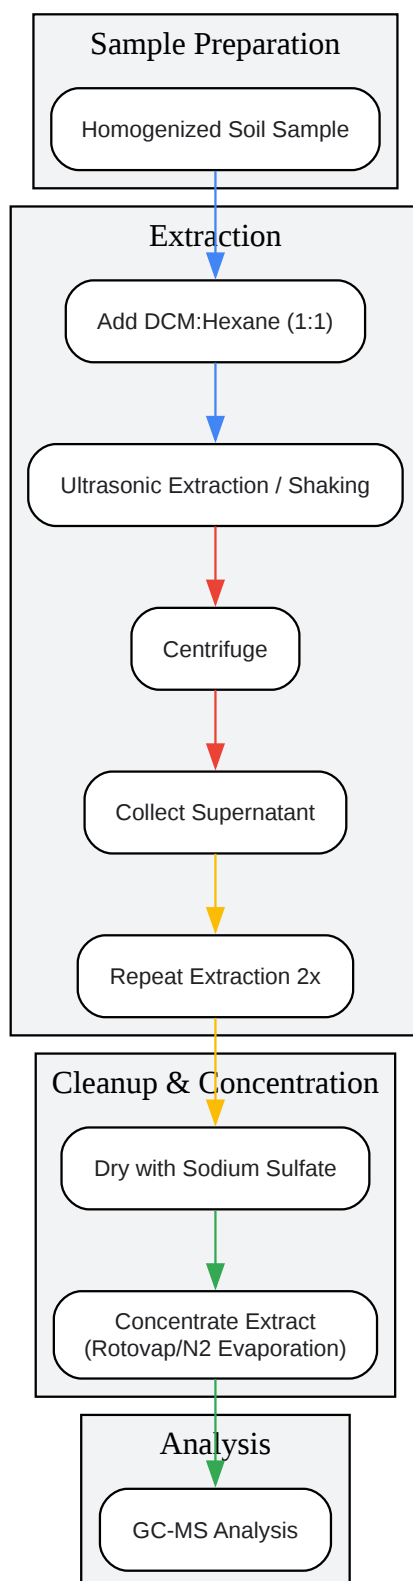 Sample Preparation
Homogenized Soil Sample
Extraction
Add DCM:Hexane (1:1)
Ultrasonic Extraction / Shaking
Centrifuge
Collect Supernatant
Repeat Extraction 2x
Cleanup & Concentration
Dry with Sodium Sulfate
Concentrate Extract
(Rotovap/N2 Evaporation)
Analysis
GC-MS Analysis